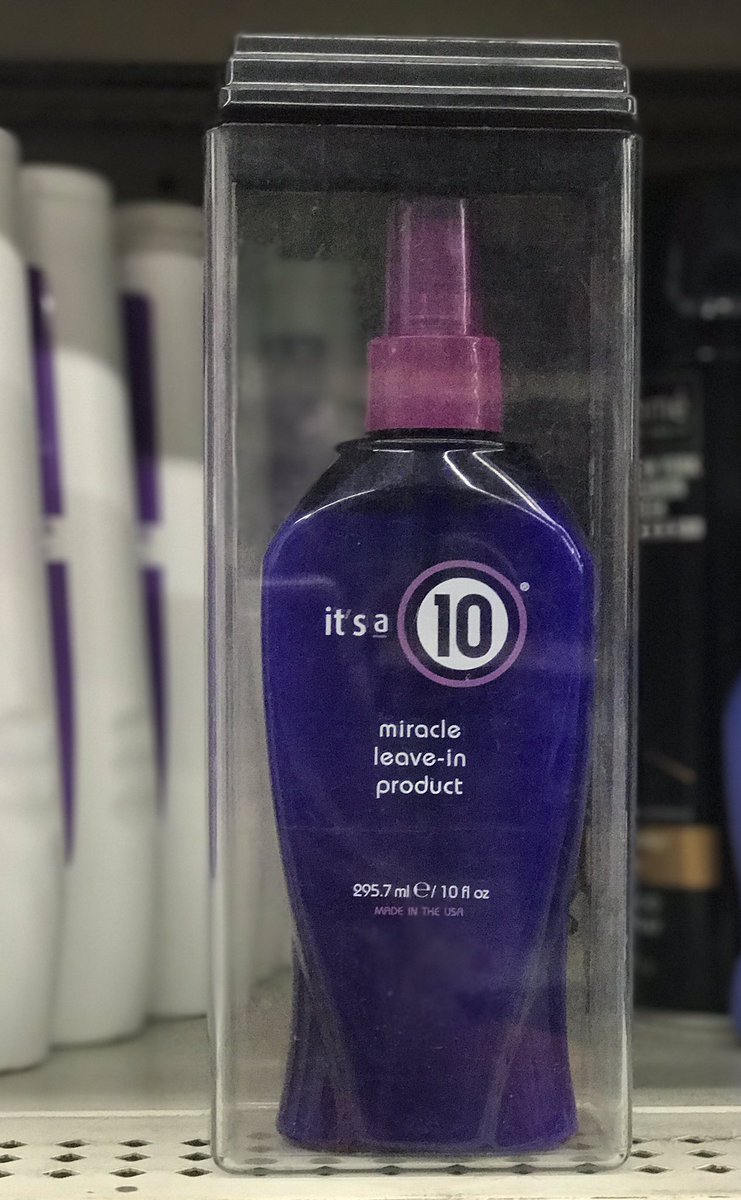 it's a 10®
miracle
leave-in
product
295.7 ml ℮/ 10 fl oz
MADE IN THE USA